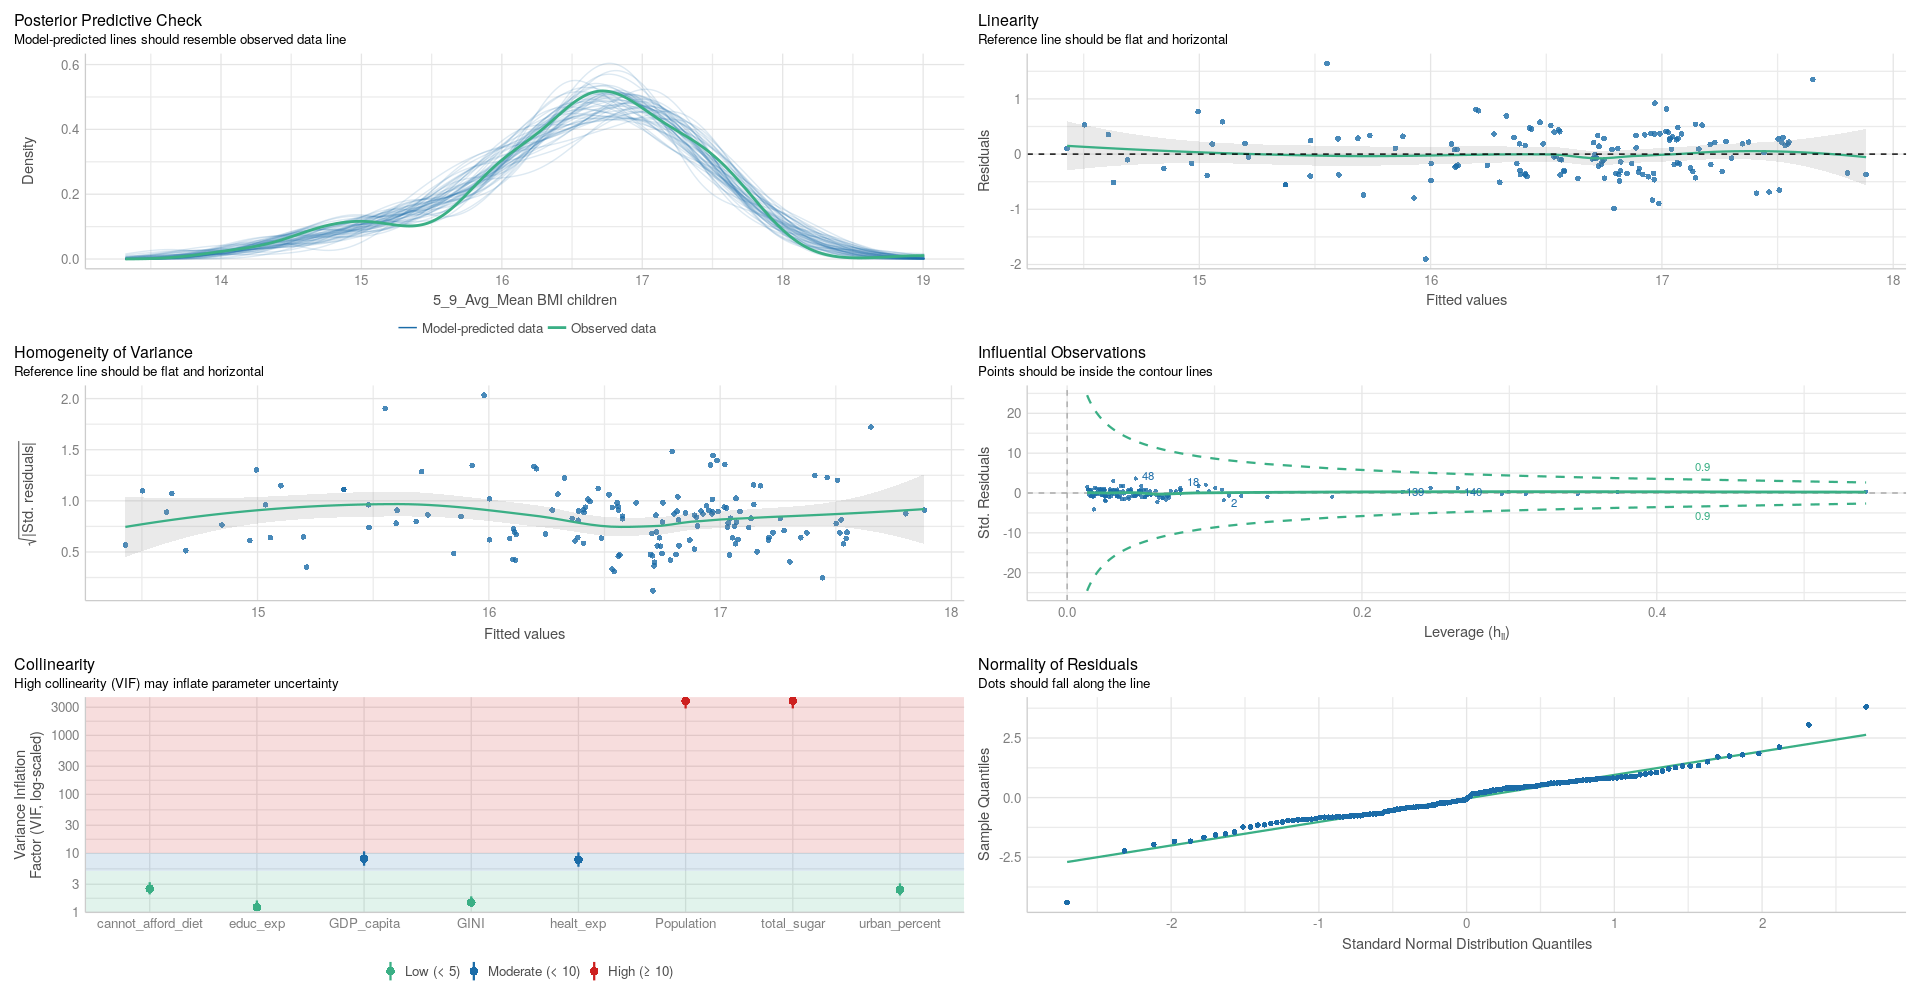 Posterior Predictive Check
Model-predicted lines should resemble observed data line
0.6
0.4
0.2
0.0
Density
14 15 16 17 18 19
5_9_Avg_Mean BMI children
Model-predicted data Observed data
Linearity
Reference line should be flat and horizontal
1
0
-1
-2
Residuals
15 16 17 18
Fitted values
Homogeneity of Variance
Reference line should be flat and horizontal
2.0
1.5
1.0
0.5
√|Std. residuals|
15 16 17 18
Fitted values
Influential Observations
Points should be inside the contour lines
20
10
0
-10
-20
Std. Residuals
0.9
48
18
139 140
2
0.9
0.0 0.2 0.4
Leverage (hii)
Collinearity
High collinearity (VIF) may inflate parameter uncertainty
3000
1000
300
100
30
10
3
1
Variance Inflation
Factor (VIF, log-scaled)
cannot_afford_diet educ_exp GDP_capita GINI healt_exp Population total_sugar urban_percent
Low (< 5) Moderate (< 10) High (≥ 10)
Normality of Residuals
Dots should fall along the line
2.5
0.0
-2.5
Sample Quantiles
-2 -1 0 1 2
Standard Normal Distribution Quantiles